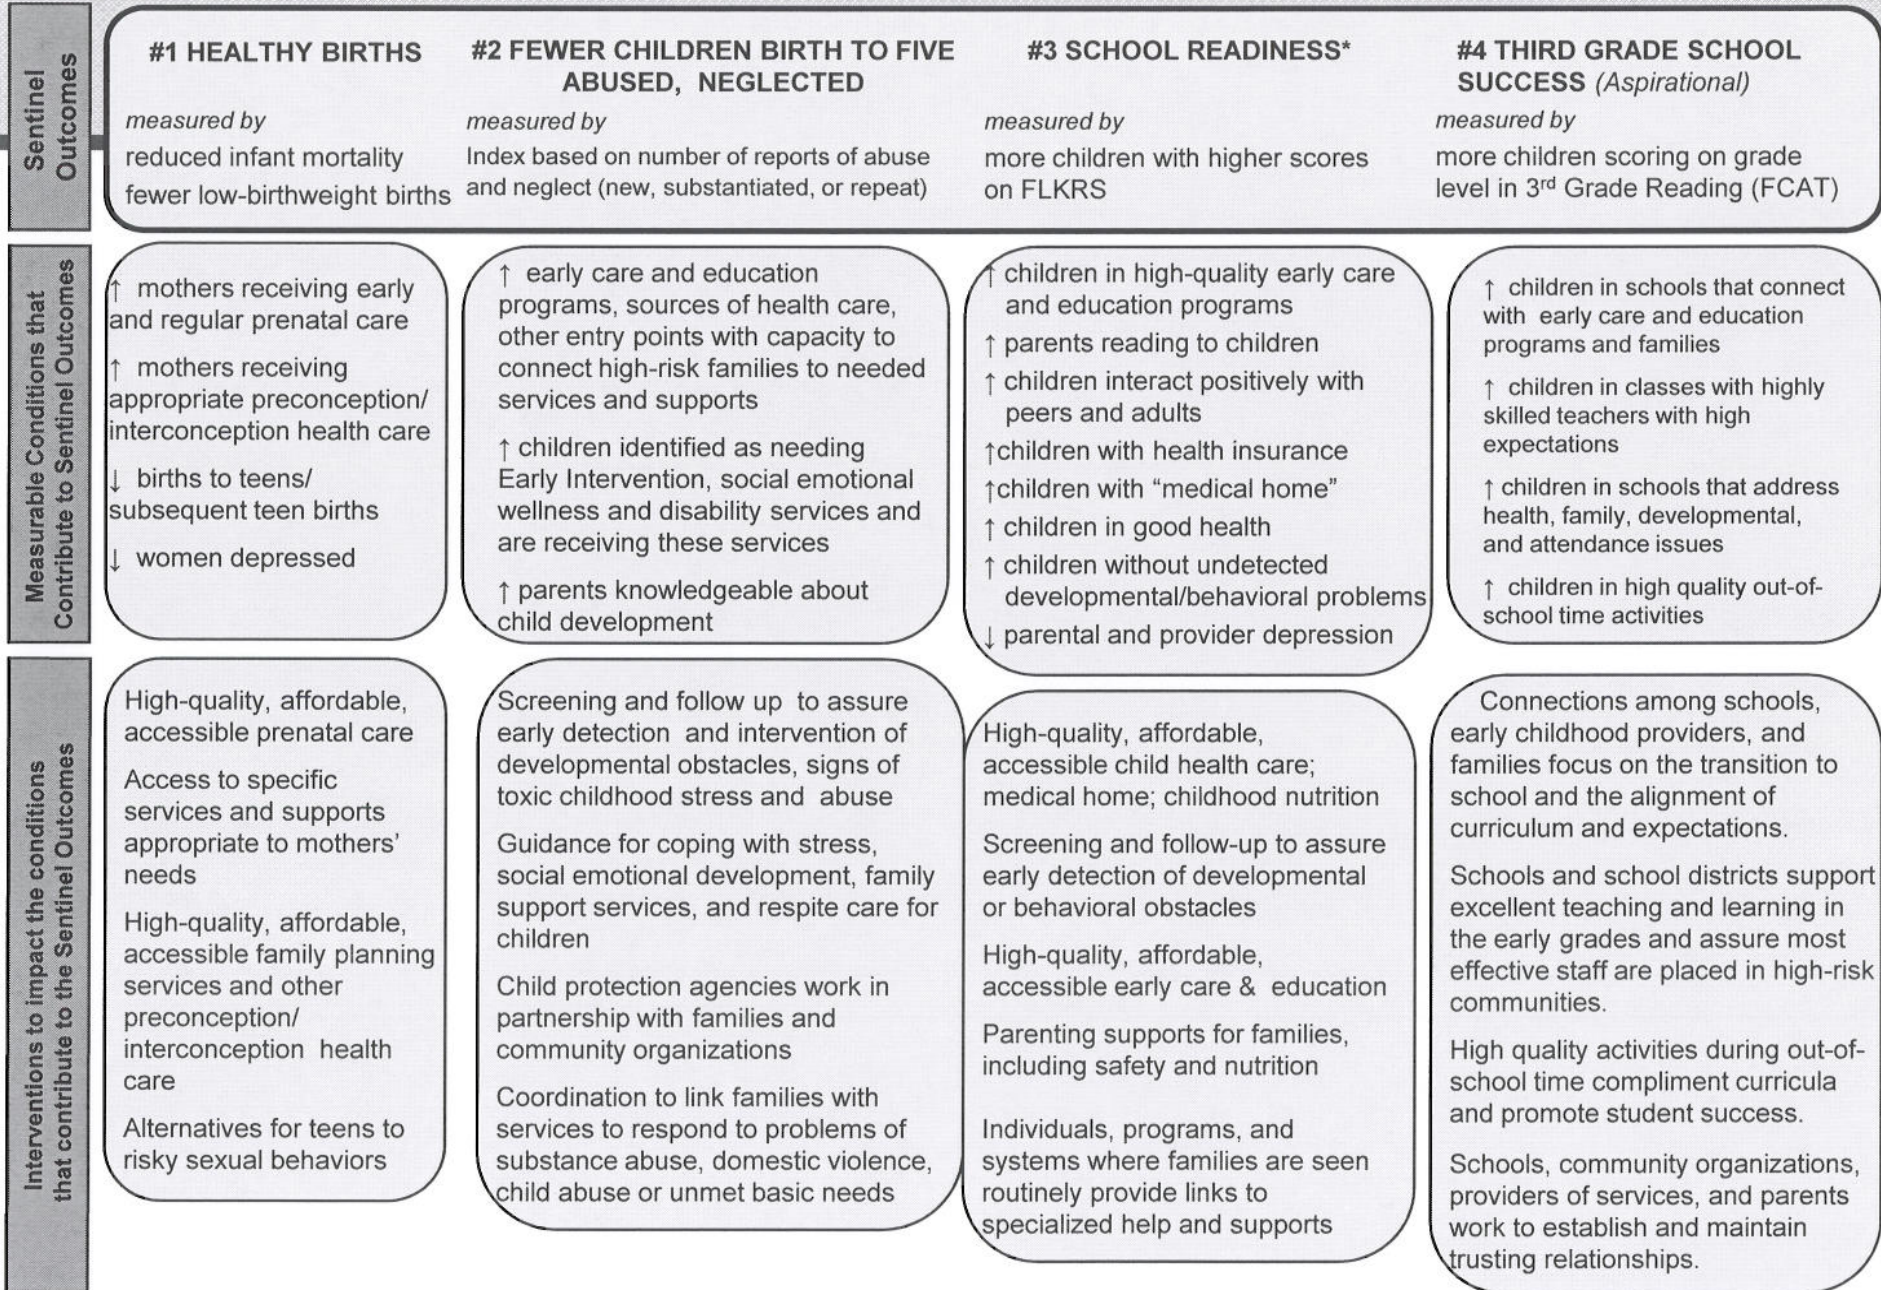 Sentinel
Outcomes
#1 HEALTHY BIRTHS
measured by
reduced infant mortality
fewer low-birthweight births
#2 FEWER CHILDREN BIRTH TO FIVE
ABUSED, NEGLECTED
measured by
Index based on number of reports of abuse
and neglect (new, substantiated, or repeat)
#3 SCHOOL READINESS*
measured by
more children with higher scores
on FLKRS
#4 THIRD GRADE SCHOOL
SUCCESS (Aspirational)
measured by
more children scoring on grade
level in 3rd Grade Reading (FCAT)
Measurable Conditions that
Contribute to Sentinel Outcomes
↑ mothers receiving early
and regular prenatal care
↑ mothers receiving
appropriate preconception/
interconception health care
↓ births to teens/
subsequent teen births
↓ women depressed
↑ early care and education
programs, sources of health care,
other entry points with capacity to
connect high-risk families to needed
services and supports
↑ children identified as needing
Early Intervention, social emotional
wellness and disability services and
are receiving these services
↑ parents knowledgeable about
child development
↑ children in high-quality early care
and education programs
↑ parents reading to children
↑ children interact positively with
peers and adults
↑children with health insurance
↑children with “medical home”
↑ children in good health
↑ children without undetected
developmental/behavioral problems
↓ parental and provider depression
↑ children in schools that connect
with early care and education
programs and families
↑ children in classes with highly
skilled teachers with high
expectations
↑ children in schools that address
health, family, developmental,
and attendance issues
↑ children in high quality out-of-
school time activities
Interventions to impact the conditions
that contribute to the Sentinel Outcomes
High-quality, affordable,
accessible prenatal care
Access to specific
services and supports
appropriate to mothers’
needs
High-quality, affordable,
accessible family planning
services and other
preconception/
interconception health
care
Alternatives for teens to
risky sexual behaviors
Screening and follow up to assure
early detection and intervention of
developmental obstacles, signs of
toxic childhood stress and abuse
Guidance for coping with stress,
social emotional development, family
support services, and respite care for
children
Child protection agencies work in
partnership with families and
community organizations
Coordination to link families with
services to respond to problems of
substance abuse, domestic violence,
child abuse or unmet basic needs
High-quality, affordable,
accessible child health care;
medical home; childhood nutrition
Screening and follow-up to assure
early detection of developmental
or behavioral obstacles
High-quality, affordable,
accessible early care & education
Parenting supports for families,
including safety and nutrition
Individuals, programs, and
systems where families are seen
routinely provide links to
specialized help and supports
Connections among schools,
early childhood providers, and
families focus on the transition to
school and the alignment of
curriculum and expectations.
Schools and school districts support
excellent teaching and learning in
the early grades and assure most
effective staff are placed in high-risk
communities.
High quality activities during out-of-
school time compliment curricula
and promote student success.
Schools, community organizations,
providers of services, and parents
work to establish and maintain
trusting relationships.